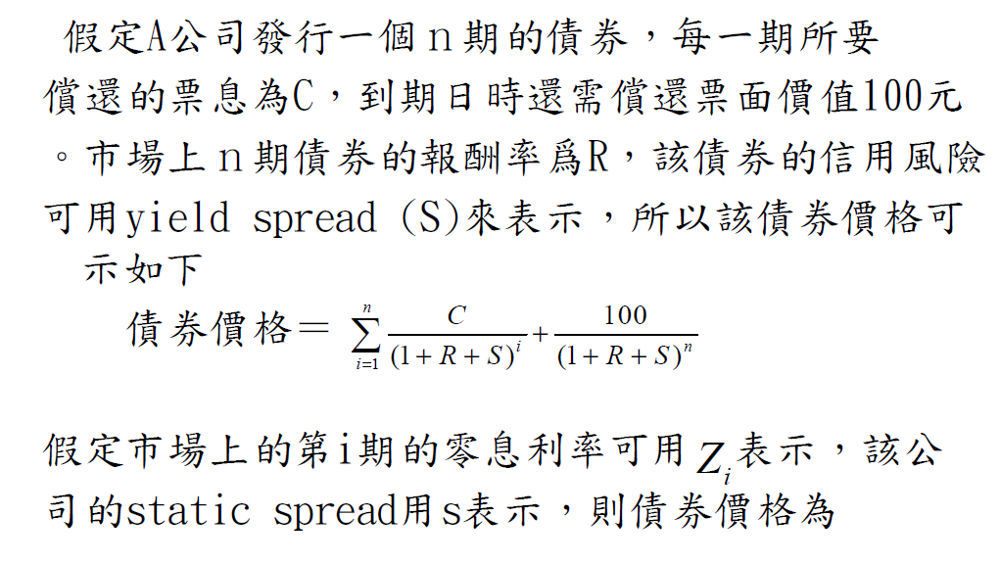 假定A公司發行一個ｎ期的債券，每一期所要
償還的票息為C，到期日時還需償還票面價值100元
。市場上ｎ期債券的報酬率爲R，該債券的信用風險
可用yield spread (S)來表示，所以該債券價格可
示如下
債券價格＝ \sum_{i=1}^{n} \frac{C}{(1+R+S)^i} + \frac{100}{(1+R+S)^n}
假定市場上的第i期的零息利率可用 Z_i 表示，該公
司的static spread用s表示，則債券價格為